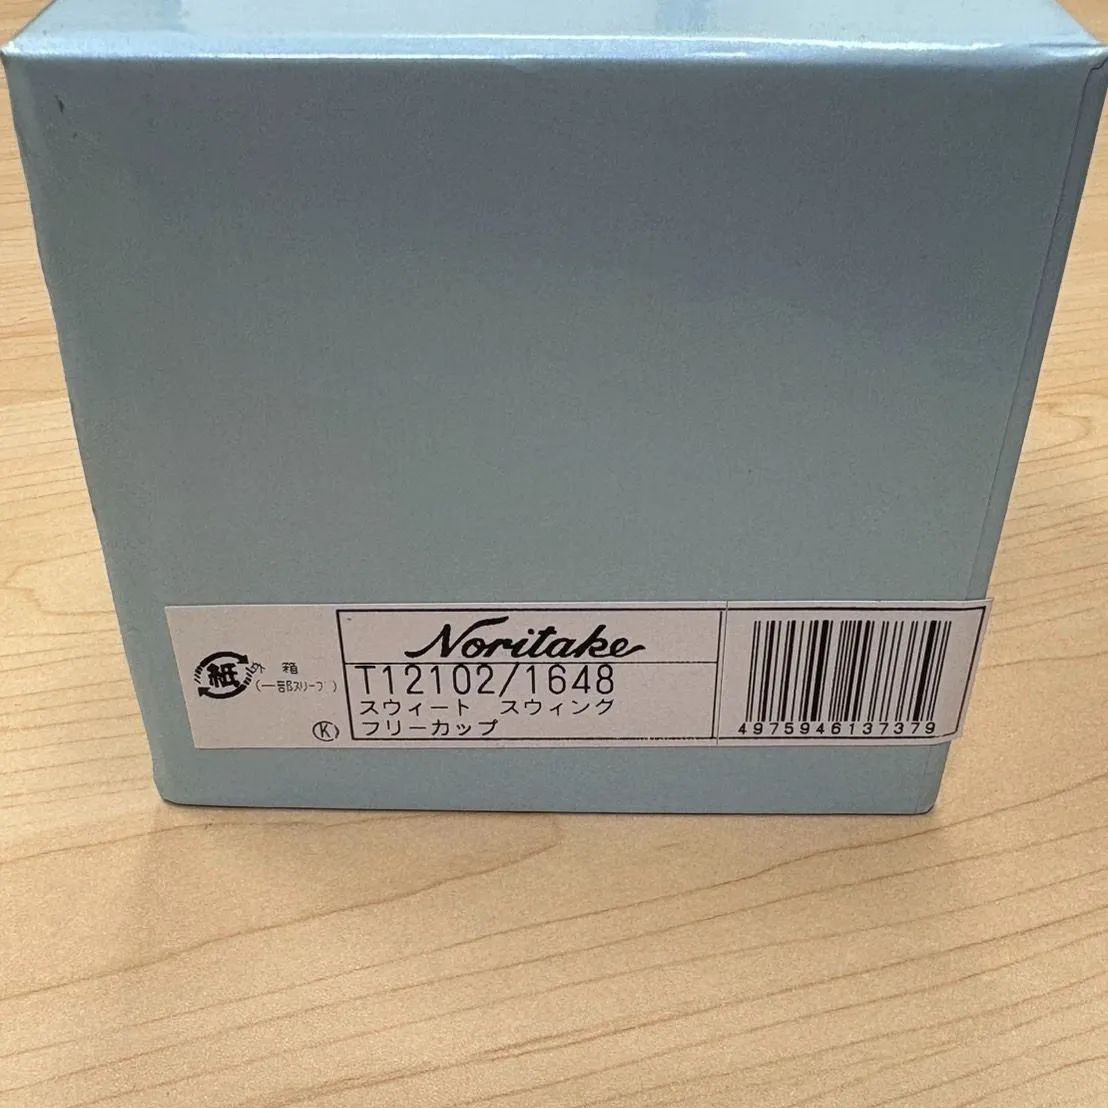 紙
外箱
(一部スリーブ)
K
Noritake
T12102/1648
スウィート スウィング
フリーカップ
4975946137379